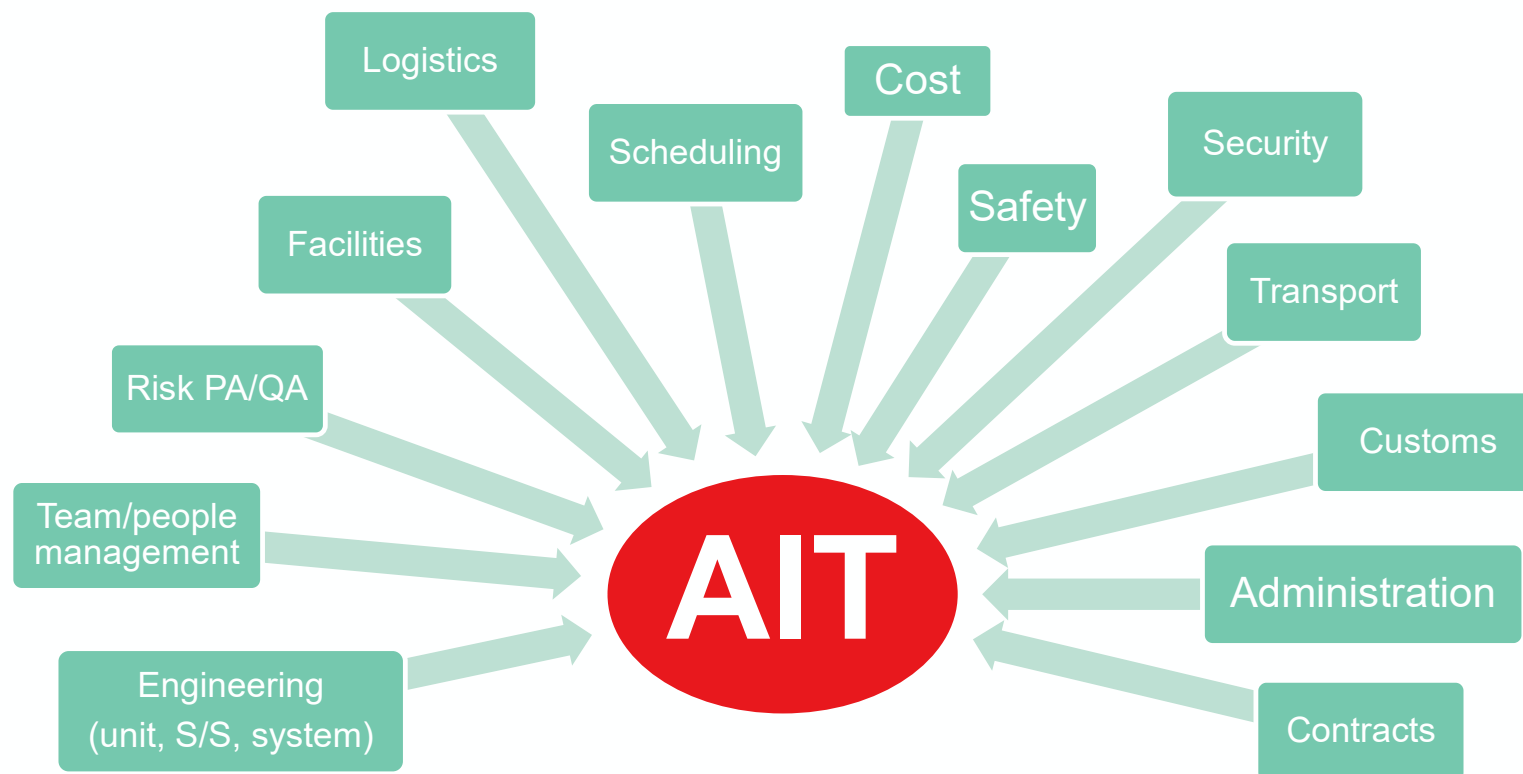 Logistics
Cost
Scheduling
Security
Safety
Facilities
Transport
Risk PA/QA
Customs
Team/people
management
AIT
Administration
Engineering
(unit, S/S, system)
Contracts